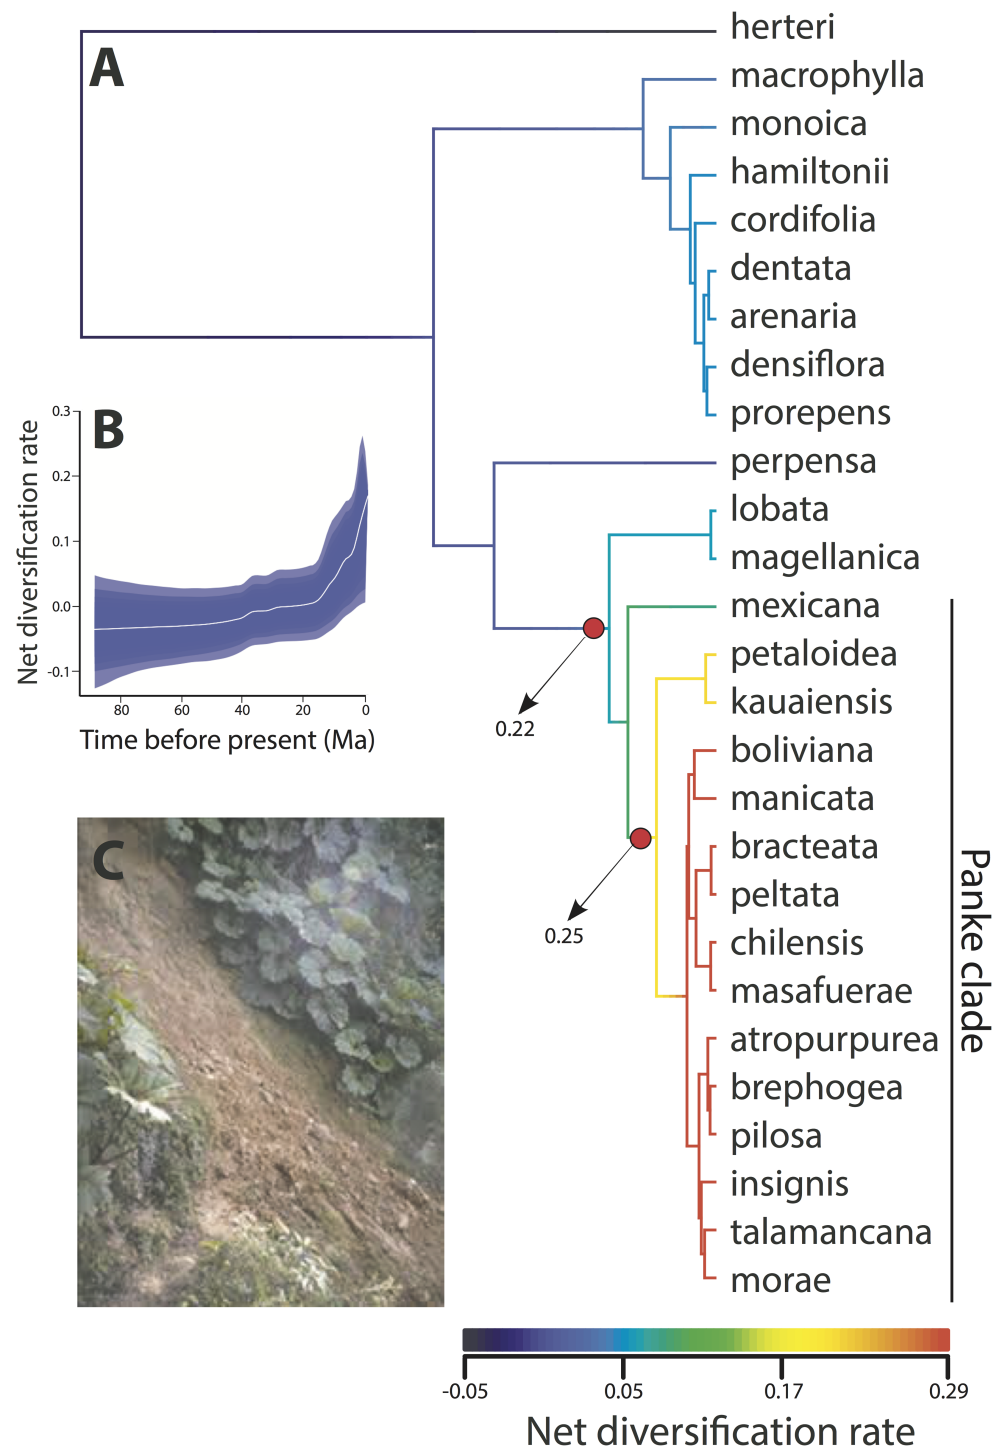 A
herteri
macrophylla
monoica
hamiltonii
cordifolia
dentata
arenaria
densiflora
prorepens
perpensa
lobata
magellanica
mexicana
petaloidea
kauaiensis
boliviana
manicata
bracteata
peltata
chilensis
masafuerae
atropurpurea
brephogea
pilosa
insignis
talamancana
morae
Panke clade
0.22
0.25
B
Net diversification rate
0.3
0.2
0.1
0.0
-0.1
80 60 40 20 0
Time before present (Ma)
C
-0.05 0.05 0.17 0.29
Net diversification rate